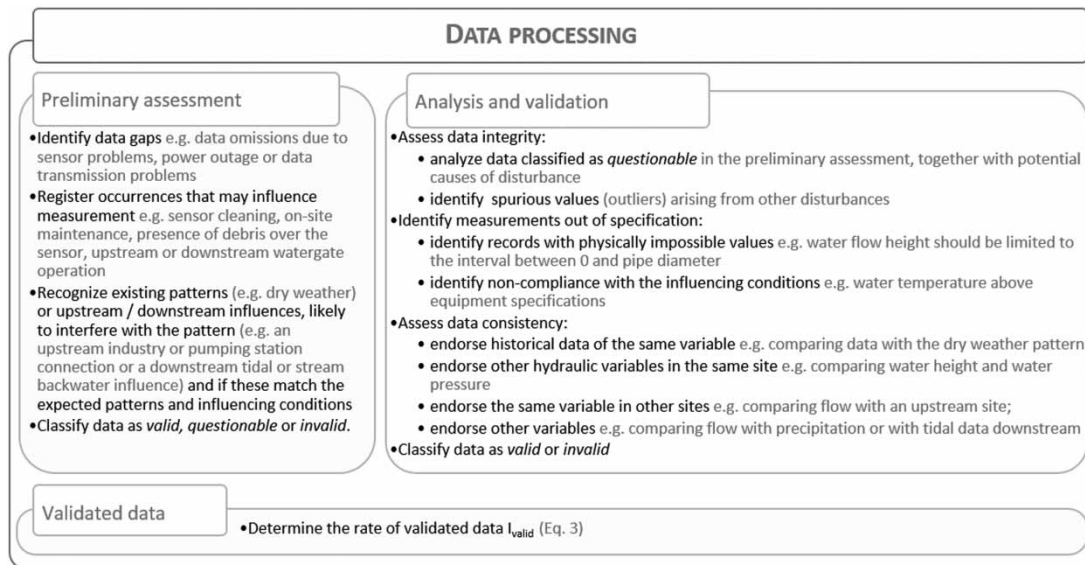 DATA PROCESSING
Preliminary assessment
•Identify data gaps e.g. data omissions due to
sensor problems, power outage or data
transmission problems
•Register occurrences that may influence
measurement e.g. sensor cleaning, on-site
maintenance, presence of debris over the
sensor, upstream or downstream watergate
operation
•Recognize existing patterns (e.g. dry weather)
or upstream / downstream influences, likely
to interfere with the pattern (e.g. an
upstream industry or pumping station
connection or a downstream tidal or stream
backwater influence) and if these match the
expected patterns and influencing conditions
•Classify data as valid, questionable or invalid.
Analysis and validation
•Assess data integrity:
• analyze data classified as questionable in the preliminary assessment, together with potential
causes of disturbance
• identify spurious values (outliers) arising from other disturbances
•Identify measurements out of specification:
• identify records with physically impossible values e.g. water flow height should be limited to
the interval between 0 and pipe diameter
• identify non-compliance with the influencing conditions e.g. water temperature above
equipment specifications
•Assess data consistency:
• endorse historical data of the same variable e.g. comparing data with the dry weather pattern
• endorse other hydraulic variables in the same site e.g. comparing water height and water
pressure
• endorse the same variable in other sites e.g. comparing flow with an upstream site;
• endorse other variables e.g. comparing flow with precipitation or with tidal data downstream
•Classify data as valid or invalid
Validated data
•Determine the rate of validated data Ivalid (Eq. 3)